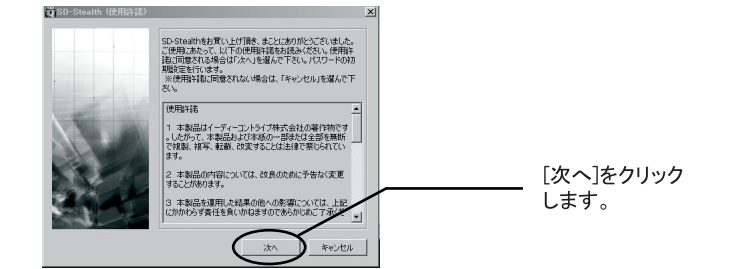 SD-Stealth (使用許諾)
SD-Stealthをお買い上げ頂き、まことにありがとうございました。
ご使用にあたって、以下の使用許諾をお読みください。使用許
諾に同意される場合は「次へ」を選んで下さい。パスワードの初
期設定を行います。
※使用許諾に同意されない場合は、「キャンセル」を選んで下
さい。
使用許諾
1 本製品はイーディーコントライブ株式会社の著作物です
。したがって、本製品および本紙の一部または全部を無断
で複製、複写、転載、改変することは法律で禁じられてい
ます。
2 本製品の内容については、改良のために予告なく変更
することがあります。
3 本製品を運用した結果の他への影響については、上記
にかかわらず責任を負いかねますのであらかじめご了承くだ
次へ
キャンセル
[次へ]をクリック
します。